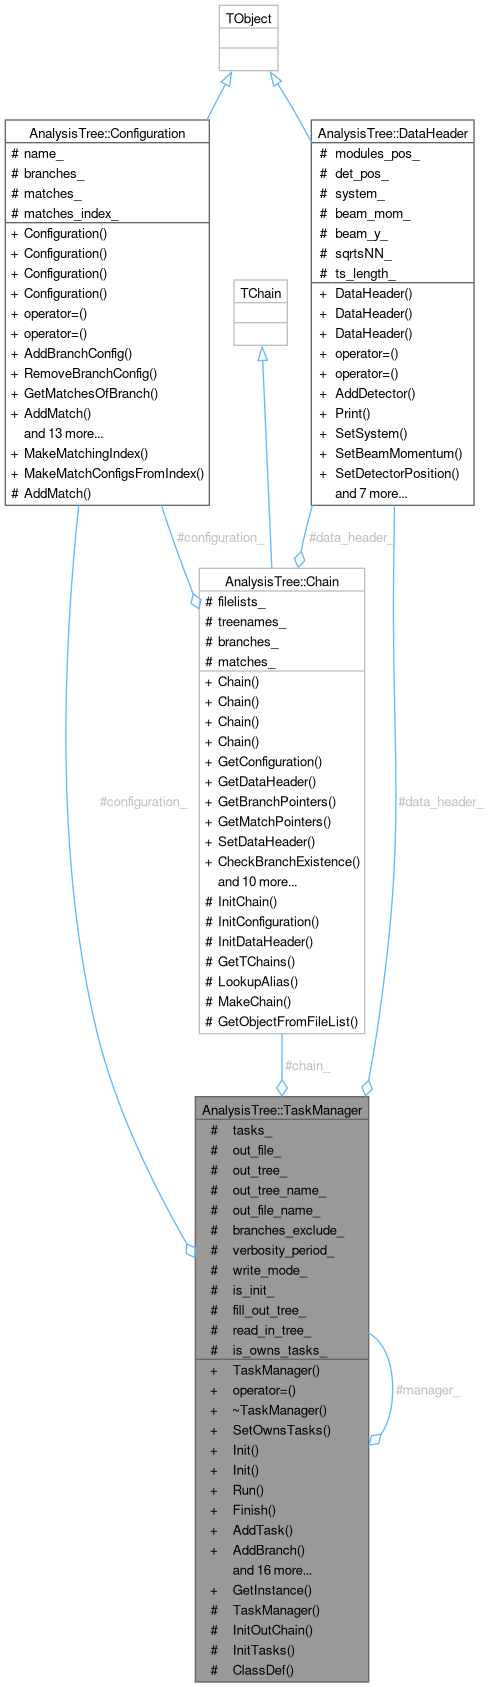 TObject
AnalysisTree::Configuration
# name_
# branches_
# matches_
# matches_index_
+ Configuration()
+ Configuration()
+ Configuration()
+ Configuration()
+ operator=()
+ operator=()
+ AddBranchConfig()
+ RemoveBranchConfig()
+ GetMatchesOfBranch()
+ AddMatch()
and 13 more...
+ MakeMatchingIndex()
+ MakeMatchConfigsFromIndex()
# AddMatch()
AnalysisTree::DataHeader
# modules_pos_
# det_pos_
# system_
# beam_mom_
# beam_y_
# sqrtsNN_
# ts_length_
+ DataHeader()
+ DataHeader()
+ DataHeader()
+ operator=()
+ operator=()
+ AddDetector()
+ Print()
+ SetSystem()
+ SetBeamMomentum()
+ SetDetectorPosition()
and 7 more...
TChain
#configuration_
#data_header_
AnalysisTree::Chain
# filelists_
# treenames_
# branches_
# matches_
+ Chain()
+ Chain()
+ Chain()
+ Chain()
+ GetConfiguration()
+ GetDataHeader()
+ GetBranchPointers()
+ GetMatchPointers()
+ SetDataHeader()
+ CheckBranchExistence()
and 10 more...
# InitChain()
# InitConfiguration()
# InitDataHeader()
# GetTChains()
# LookupAlias()
# MakeChain()
# GetObjectFromFileList()
#configuration_
#data_header_
#chain_
AnalysisTree::TaskManager
# tasks_
# out_file_
# out_tree_
# out_tree_name_
# out_file_name_
# branches_exclude_
# verbosity_period_
# write_mode_
# is_init_
# fill_out_tree_
# read_in_tree_
# is_owns_tasks_
+ TaskManager()
+ operator=()
+ ~TaskManager()
+ SetOwnsTasks()
+ Init()
+ Init()
+ Run()
+ Finish()
+ AddTask()
+ AddBranch()
and 16 more...
+ GetInstance()
# TaskManager()
# InitOutChain()
# InitTasks()
# ClassDef()
#manager_